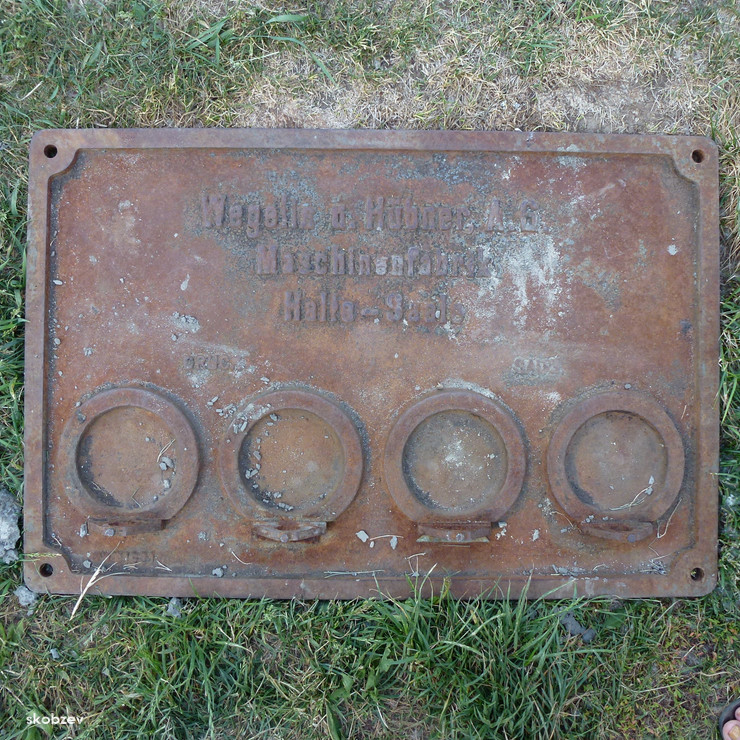 Wegelin u. Hübner A.G.
Maschinenfabrik
Halle-Saale
skobzev